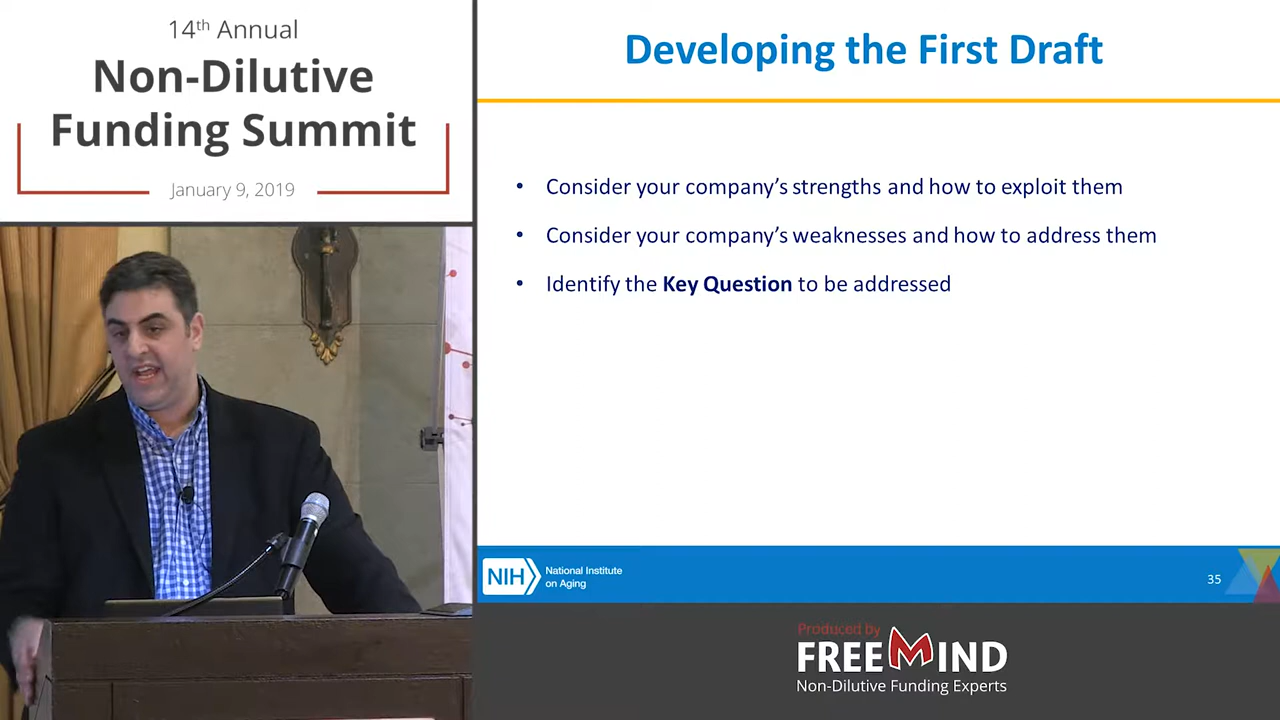 14th Annual
Non-Dilutive
Funding Summit
January 9, 2019
Developing the First Draft
• Consider your company’s strengths and how to exploit them
• Consider your company’s weaknesses and how to address them
• Identify the Key Question to be addressed
NIH National Institute
on Aging
35
Produced by
FREEMIND
Non-Dilutive Funding Experts